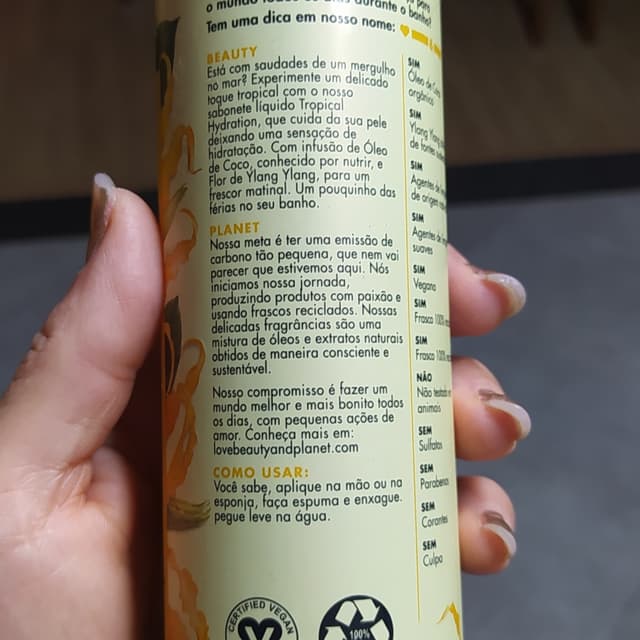 o mundo todos os dias durante o banho?
Tem uma dica em nosso nome:
BEAUTY
Está com saudades de um mergulho
no mar? Experimente um delicado
toque tropical com o nosso
sabonete líquido Tropical
Hydration, que cuida da sua pele
deixando uma sensação de
hidratação. Com infusão de Óleo
de Coco, conhecido por nutrir, e
Flor de Ylang Ylang, para um
frescor matinal. Um pouquinho das
férias no seu banho.
PLANET
Nossa meta é ter uma emissão de
carbono tão pequena, que nem vai
parecer que estivemos aqui. Nós
iniciamos nossa jornada,
produzindo produtos com paixão e
usando frascos reciclados. Nossas
delicadas fragrâncias são uma
mistura de óleos e extratos naturais
obtidos de maneira consciente e
sustentável.
Nosso compromisso é fazer um
mundo melhor e mais bonito todos
os dias, com pequenas ações de
amor. Conheça mais em:
lovebeautyandplanet.com
COMO USAR:
Você sabe, aplique na mão ou na
esponja, faça espuma e enxague.
pegue leve na água.
CERTIFIED VEGAN
100%
SIM
Óleo de
orgânicos
SIM
Ylang Ylang
de fontes
SIM
Agentes de
de origem
SIM
Agentes de
suaves
SIM
Vegano
SIM
Frasco 100%
SIM
Frasco 100%
NÃO
Não testado
animais
SEM
Sulfatos
SEM
Parabenos
SEM
Corantes
SEM
Culpa